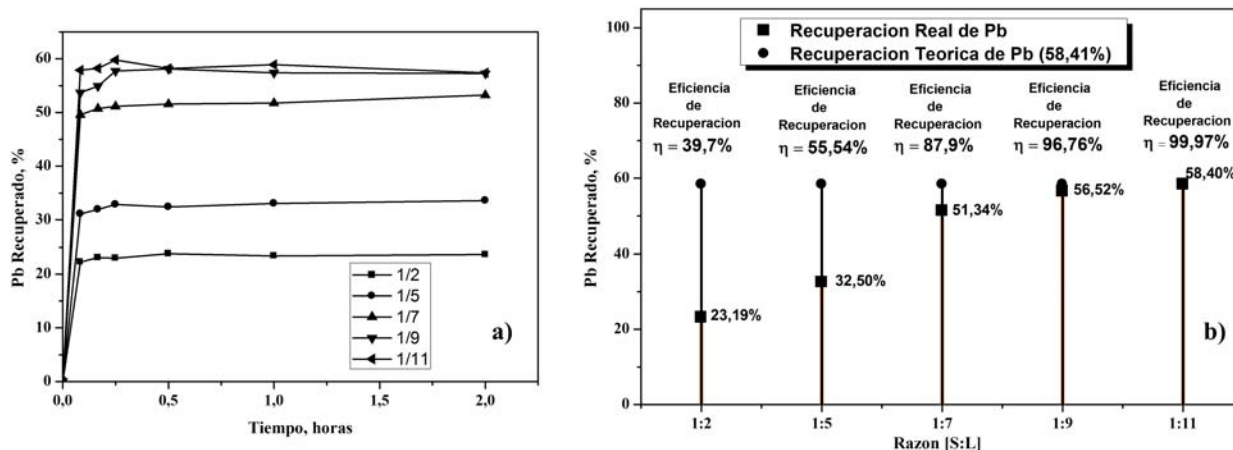 a)
Pb Recuperado, %
60
50
40
30
20
10
0
0,0
0,5
1,0
1,5
2,0
Tiempo, horas
1/2
1/5
1/7
1/9
1/11
b)
Pb Recuperado, %
100
80
60
40
20
0
Recuperacion Real de Pb
Recuperacion Teorica de Pb (58,41%)
Eficiencia
de
Recuperacion
η = 39,7%
Eficiencia
de
Recuperacion
η = 55,54%
Eficiencia
de
Recuperacion
η = 87,9%
Eficiencia
de
Recuperacion
η = 96,76%
Eficiencia
de
Recuperacion
η = 99,97%
23,19%
32,50%
51,34%
56,52%
58,40%
1:2
1:5
1:7
1:9
1:11
Razon [S:L]